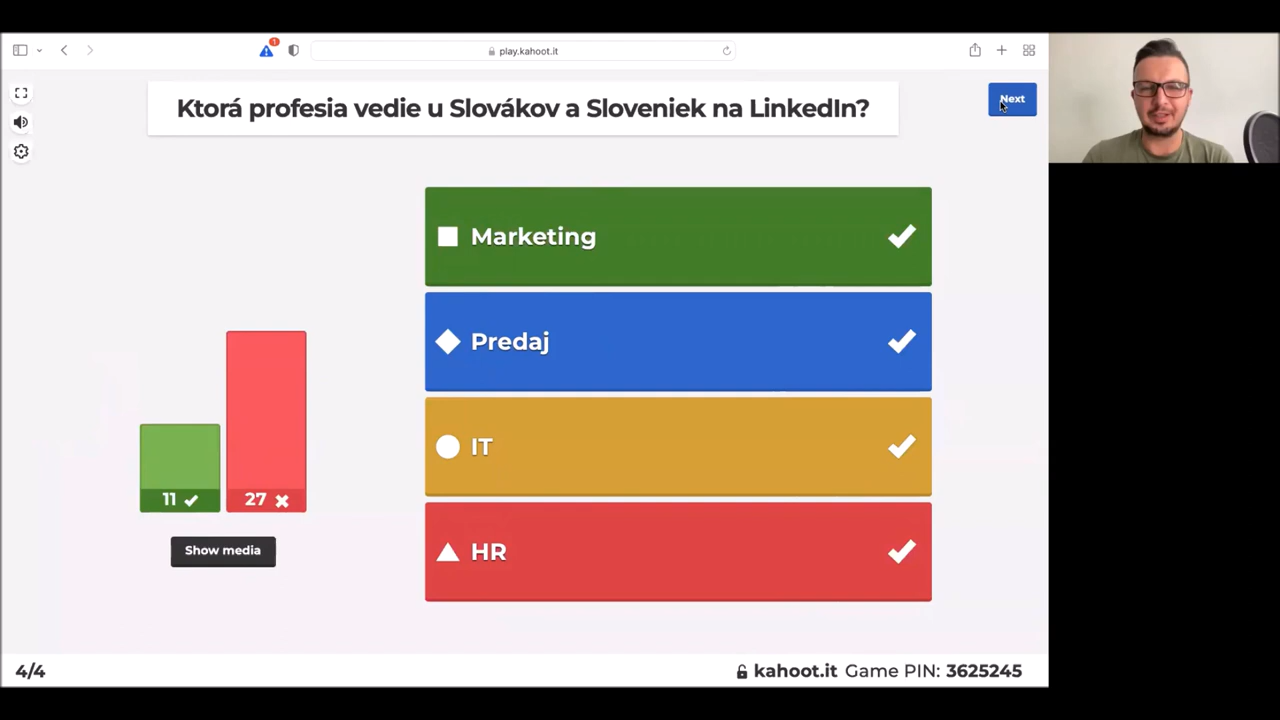 1
play.kahoot.it
Ktorá profesia vedie u Slovákov a Sloveniek na LinkedIn?
Next
Marketing
Predaj
IT
HR
11
27
Show media
4/4
kahoot.it Game PIN: 3625245